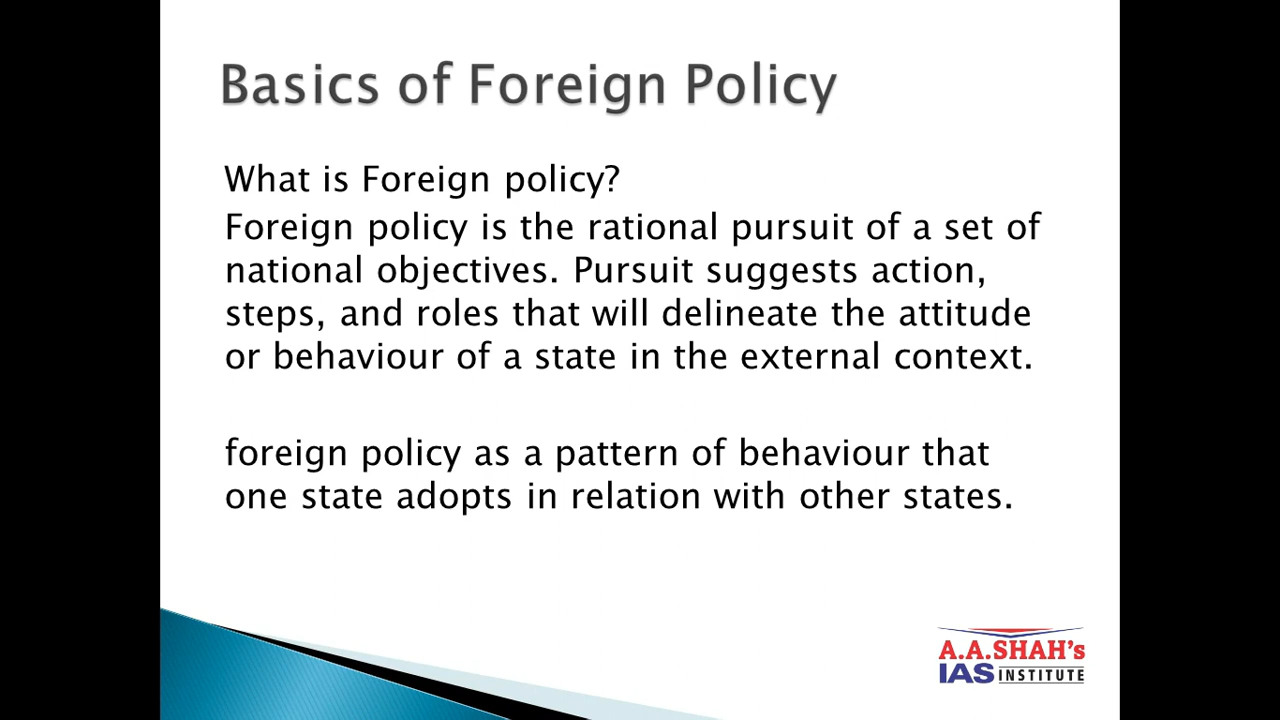 Basics of Foreign Policy
What is Foreign policy?
Foreign policy is the rational pursuit of a set of
national objectives. Pursuit suggests action,
steps, and roles that will delineate the attitude
or behaviour of a state in the external context.
foreign policy as a pattern of behaviour that
one state adopts in relation with other states.
A.A.SHAH's
IAS INSTITUTE